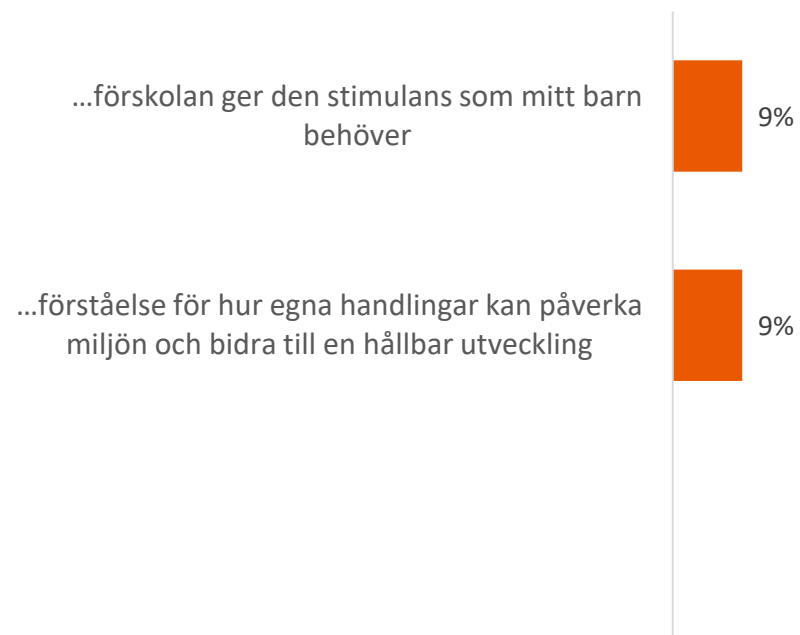 …förskolan ger den stimulans som mitt barn
behöver
9%
…förståelse för hur egna handlingar kan påverka
miljön och bidra till en hållbar utveckling
9%